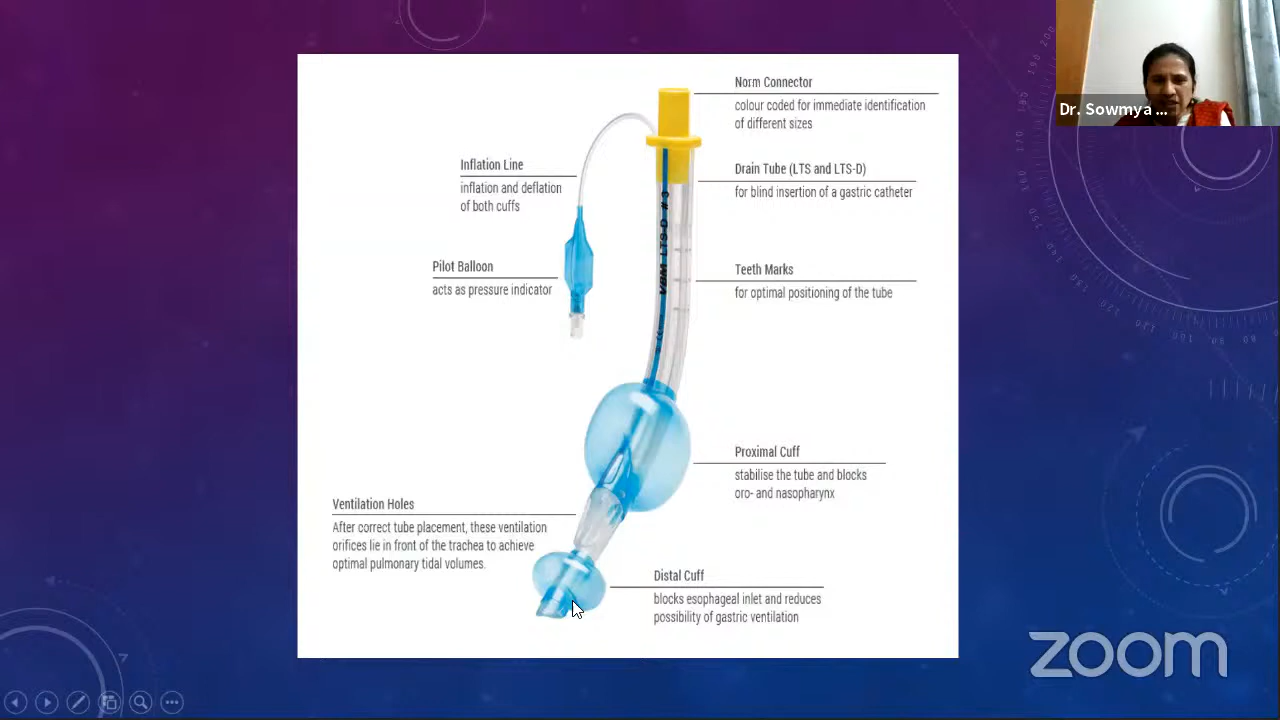 Norm Connector
colour coded for immediate identification
of different sizes
Inflation Line
inflation and deflation
of both cuffs
Drain Tube (LTS and LTS-D)
for blind insertion of a gastric catheter
Pilot Balloon
acts as pressure indicator
Teeth Marks
for optimal positioning of the tube
VBM LTS-D #3
Proximal Cuff
stabilise the tube and blocks
oro- and nasopharynx
Ventilation Holes
After correct tube placement, these ventilation
orifices lie in front of the trachea to achieve
optimal pulmonary tidal volumes.
Distal Cuff
blocks esophageal inlet and reduces
possibility of gastric ventilation
Dr. Sowmya ...
zoom